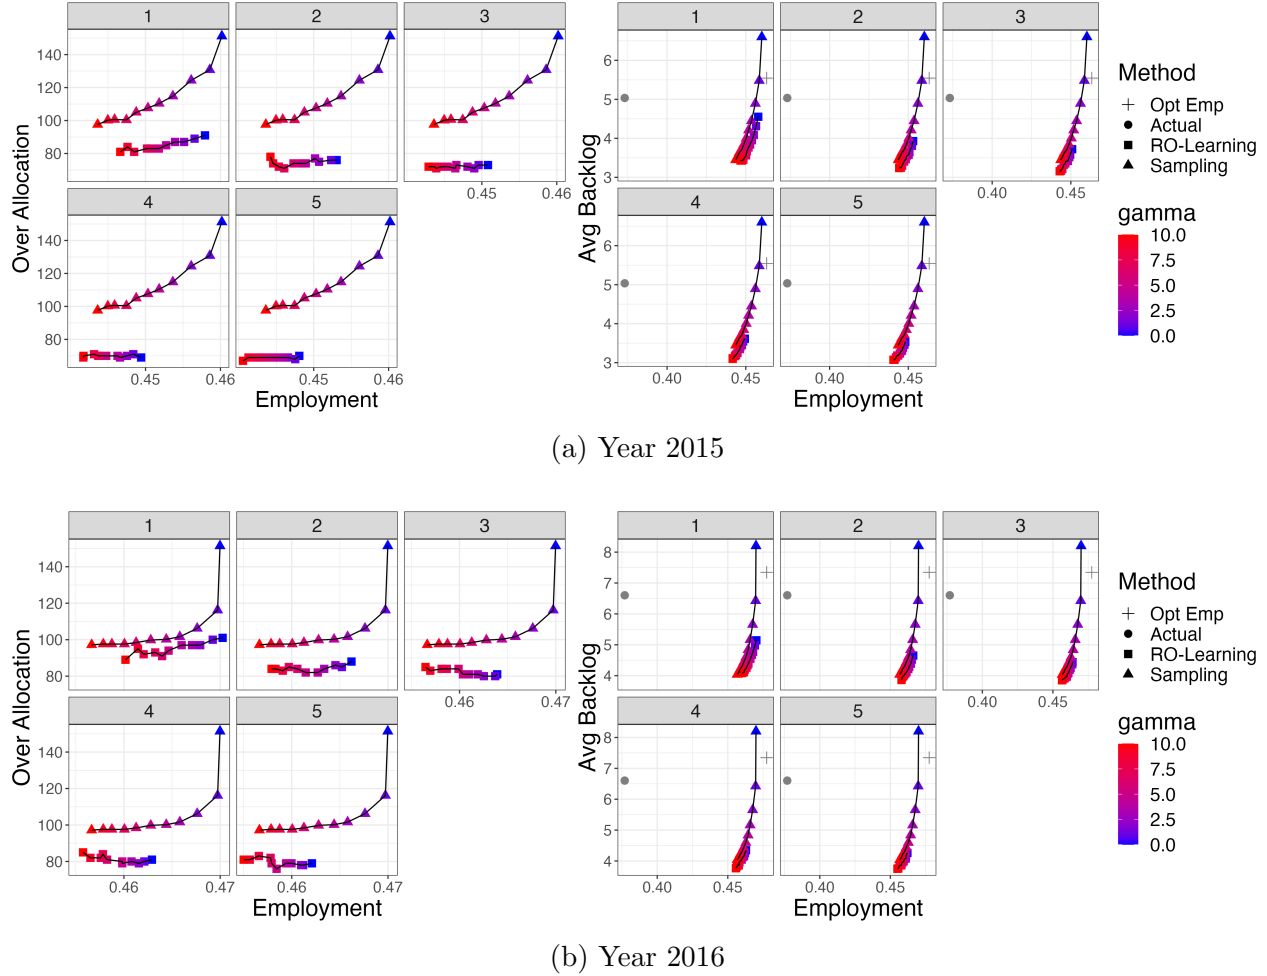 1 2 3
140
120
100
80
4 5
0.45 0.46
140
120
100
80
0.45 0.46 0.45 0.46
Over Allocation
Employment
1 2 3
6
5
4
3
4 5
0.40 0.45
6
5
4
3
0.40 0.45 0.40 0.45
Avg Backlog
Employment
Method
Opt Emp
Actual
RO-Learning
Sampling
gamma
10.0
7.5
5.0
2.5
0.0
(a) Year 2015
1 2 3
140
120
100
80
4 5
0.46 0.47
140
120
100
80
0.46 0.47 0.46 0.47
Over Allocation
Employment
1 2 3
8
7
6
5
4
4 5
0.40 0.45
8
7
6
5
4
0.40 0.45 0.40 0.45
Avg Backlog
Employment
Method
Opt Emp
Actual
RO-Learning
Sampling
gamma
10.0
7.5
5.0
2.5
0.0
(b) Year 2016